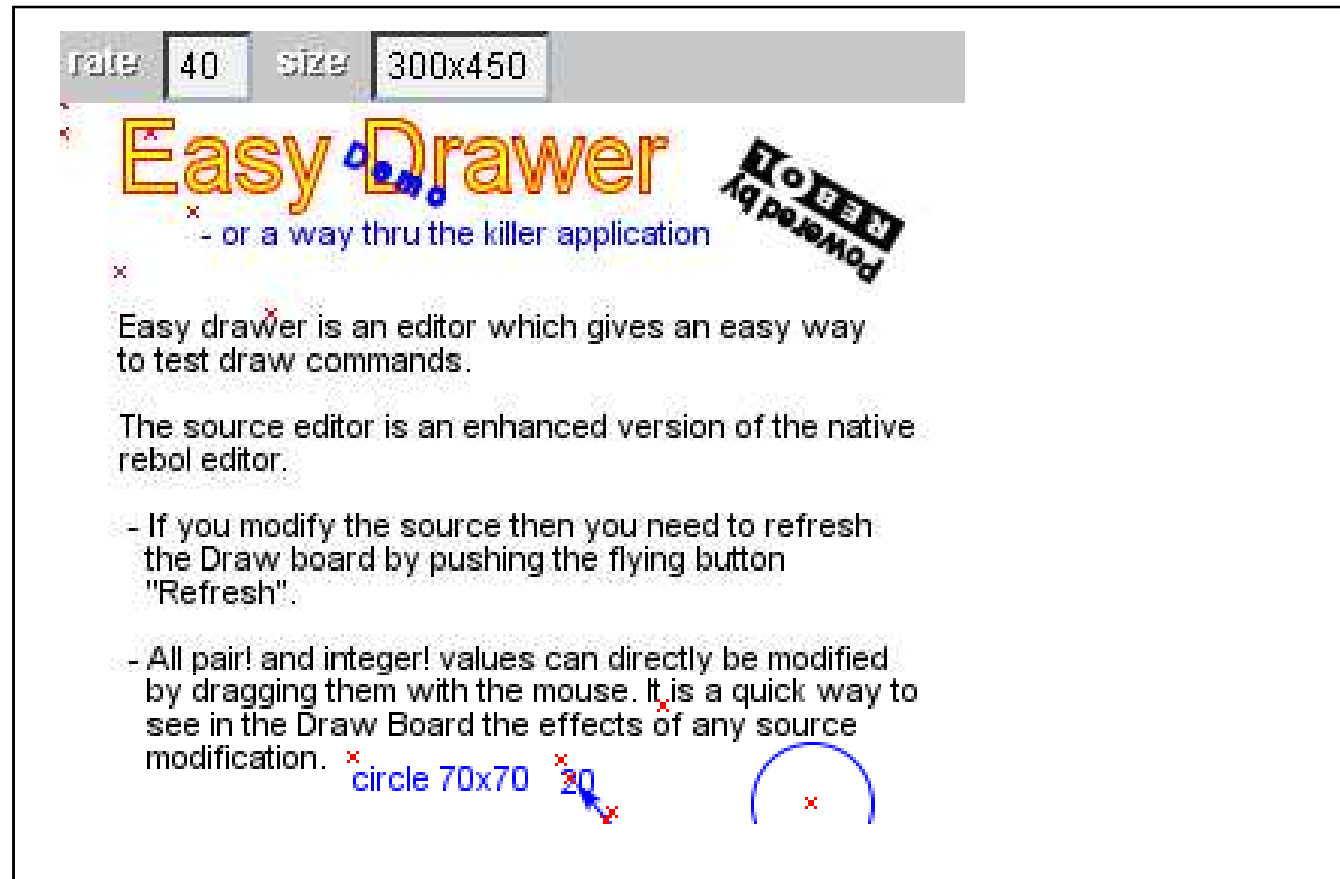 rate 40 size 300x450
Easy Drawer
Demo
- or a way thru the killer application
Powered by
REBOL
Easy drawer is an editor which gives an easy way
to test draw commands.
The source editor is an enhanced version of the native
rebol editor.
- If you modify the source then you need to refresh
the Draw board by pushing the flying button
"Refresh".
- All pair! and integer! values can directly be modified
by dragging them with the mouse. It is a quick way to
see in the Draw Board the effects of any source
modification.
circle 70x70 20